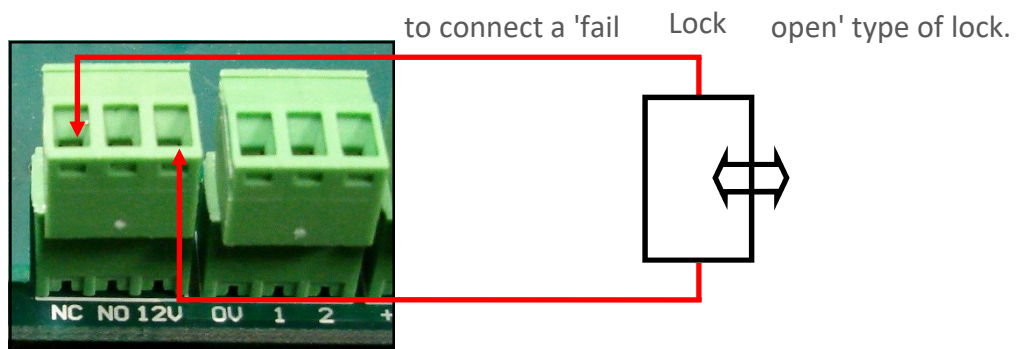 to connect a 'fail Lock open' type of lock.
NC NO 12V 0V 1 2 +